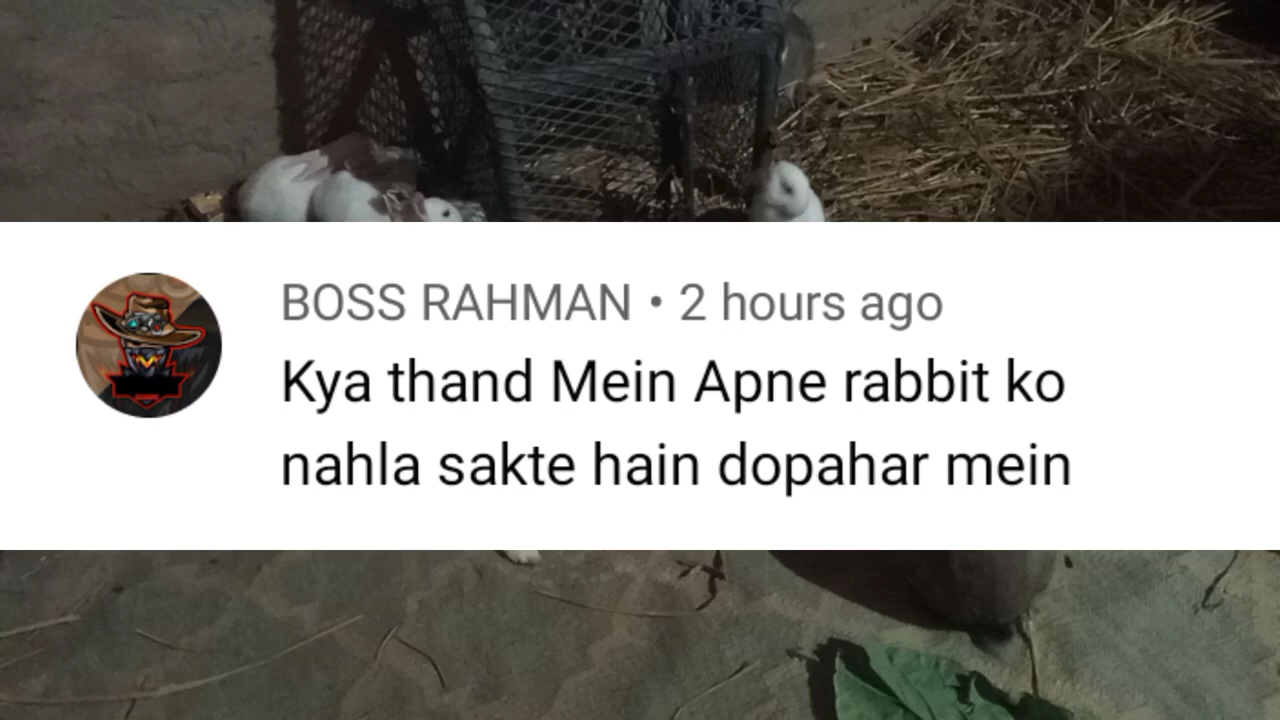 BOSS RAHMAN • 2 hours ago
Kya thand Mein Apne rabbit ko
nahla sakte hain dopahar mein